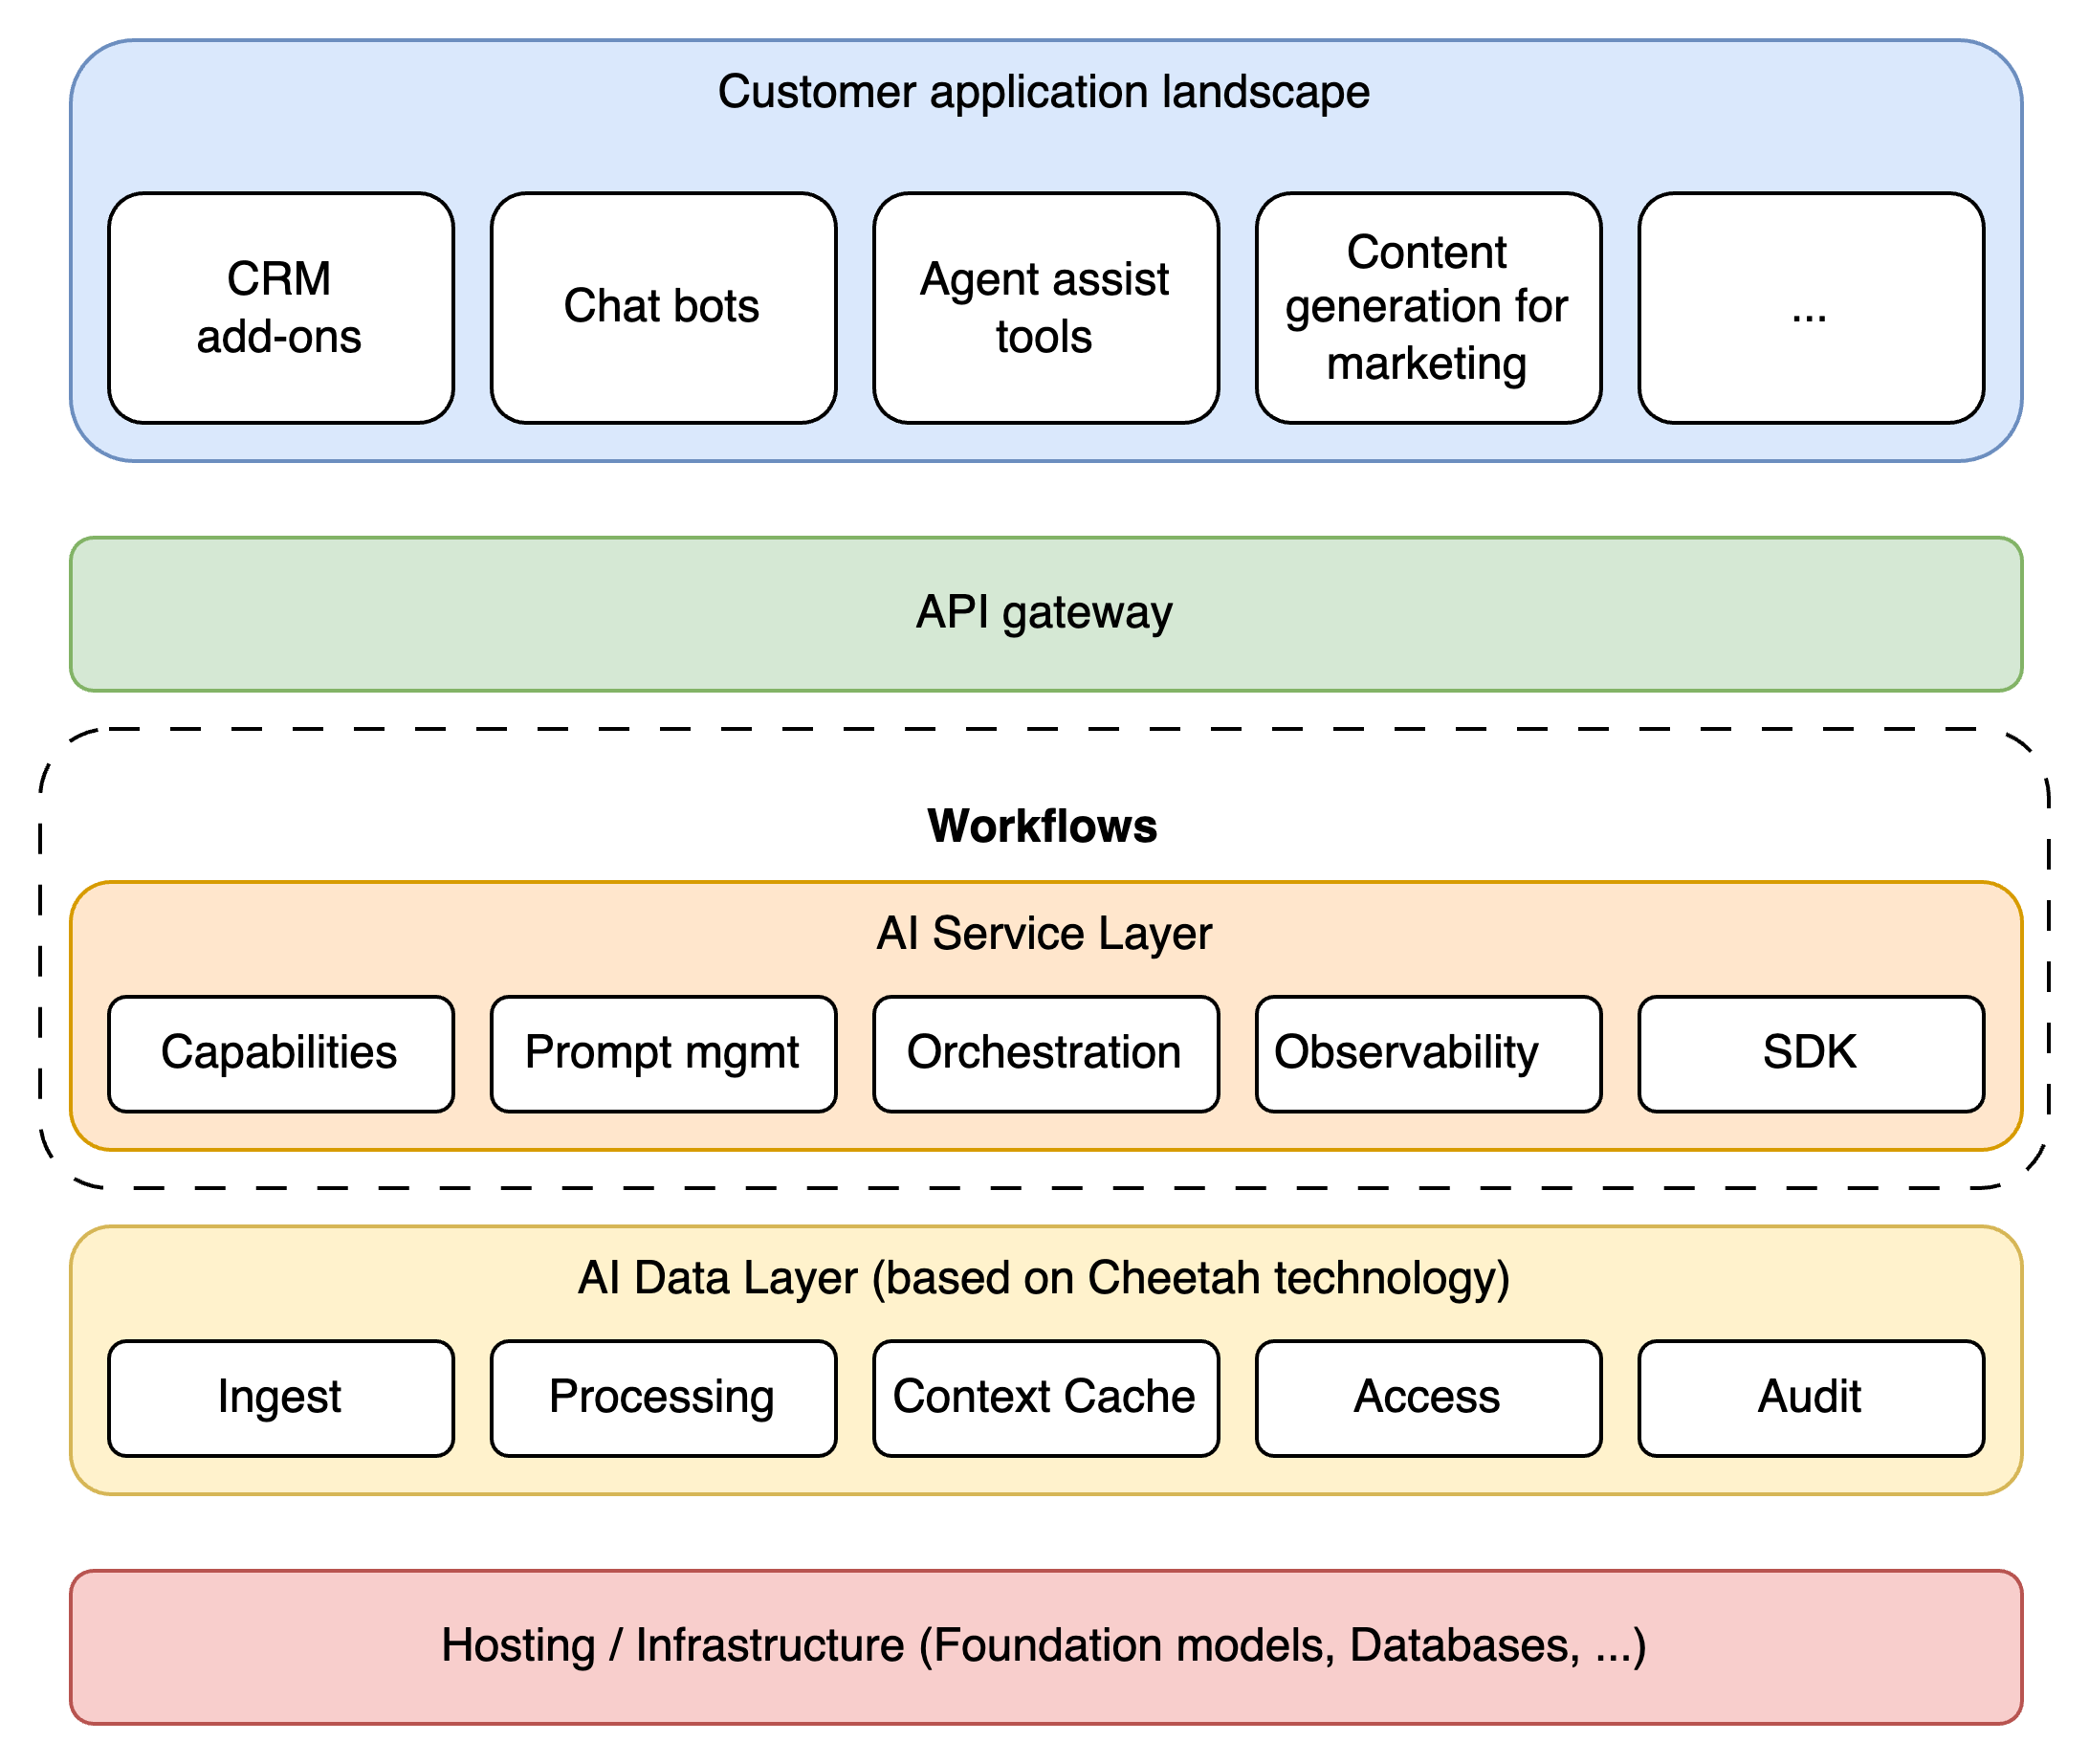 Customer application landscape
CRM
add-ons
Chat bots
Agent assist
tools
Content
generation for
marketing
...
API gateway
Workflows
AI Service Layer
Capabilities
Prompt mgmt
Orchestration
Observability
SDK
AI Data Layer (based on Cheetah technology)
Ingest
Processing
Context Cache
Access
Audit
Hosting / Infrastructure (Foundation models, Databases, ...)